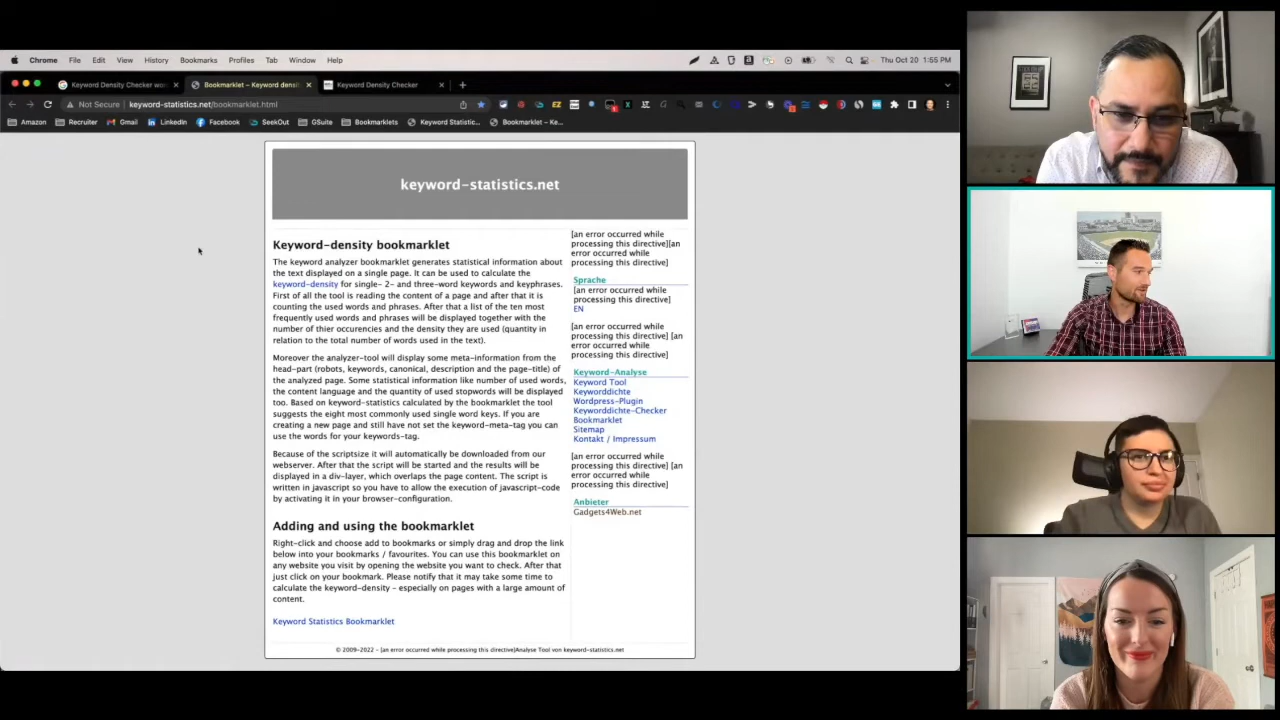 Chrome File Edit View History Bookmarks Profiles Tab Window Help Thu Oct 20 1:55 PM
Keyword Density Checker wo Bookmarklet – Keyword densi Keyword Density Checker
Not Secure keyword-statistics.net/bookmarklet.html
Amazon Recruiter Gmail LinkedIn Facebook SeekOut GSuite Bookmarklets Keyword Statistic... Bookmarklet – Ke...
keyword-statistics.net
Keyword-density bookmarklet
The keyword analyzer bookmarklet generates statistical information about
the text displayed on a single page. It can be used to calculate the
keyword-density for single- 2- and three-word keywords and keyphrases.
First of all the tool is reading the content of a page and after that it is
counting the used words and phrases. After that a list of the ten most
frequently used words and phrases will be displayed together with the
number of thier occurencies and the density they are used (quantity in
relation to the total number of words used in the text).
Moreover the analyzer-tool will display some meta-information from the
head-part (robots, keywords, canonical, description and the page-title) of
the analyzed page. Some statistical information like number of used words,
the content language and the quantity of used stopwords will be displayed
too. Based on keyword-statistics calculated by the bookmarklet the tool
suggests the eight most commonly used single word keys. If you are
creating a new page and still have not set the keyword-meta-tag you can
use the words for your keywords-tag.
Because of the scriptsize it will automatically be downloaded from our
webserver. After that the script will be started and the results will be
displayed in a div-layer, which overlaps the page content. The script is
written in javascript so you have to allow the execution of javascript-code
by activating it in your browser-configuration.
Adding and using the bookmarklet
Right-click and choose add to bookmarks or simply drag and drop the link
below into your bookmarks / favourites. You can use this bookmarklet on
any website you visit by opening the website you want to check. After that
just click on your bookmark. Please notify that it may take some time to
calculate the keyword-density – especially on pages with a large amount of
content.
Keyword Statistics Bookmarklet
[an error occurred while
processing this directive][an
error occurred while
processing this directive]
Sprache
[an error occurred while
processing this directive]
EN
[an error occurred while
processing this directive] [an
error occurred while
processing this directive]
Keyword-Analyse
Keyword Tool
Keyworddichte
Wordpress-Plugin
Keyworddichte-Checker
Bookmarklet
Sitemap
Kontakt / Impressum
[an error occurred while
processing this directive] [an
error occurred while
processing this directive]
Anbieter
Gadgets4Web.net
© 2009-2022 – [an error occurred while processing this directive]Analyse Tool von keyword-statistics.net